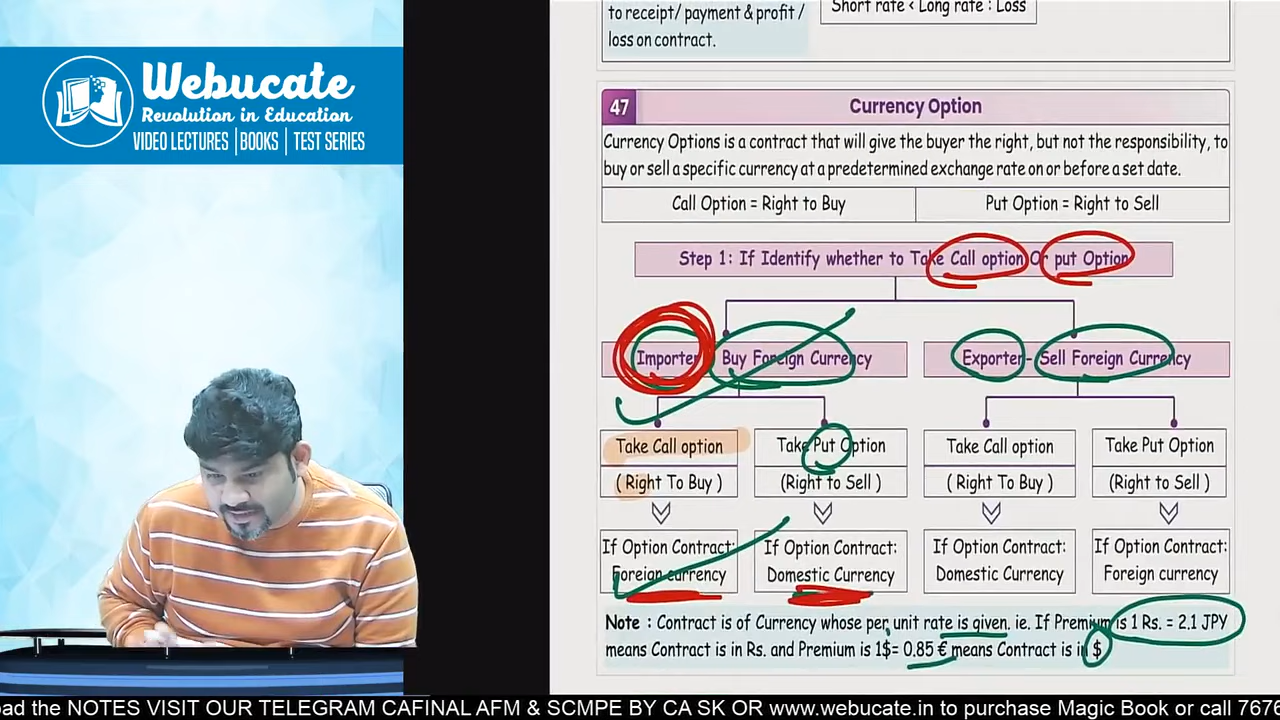 Webucate
Revolution in Education
VIDEO LECTURES | BOOKS | TEST SERIES
to receipt/ payment & profit /
loss on contract.
Short rate < Long rate : Loss
47
Currency Option
Currency Options is a contract that will give the buyer the right, but not the responsibility, to
buy or sell a specific currency at a predetermined exchange rate on or before a set date.
Call Option = Right to Buy
Put Option = Right to Sell
Step 1: If Identify whether to Take Call option Or put Option
Importer Buy Foreign Currency
Exporter- Sell Foreign Currency
Take Call option
Take Put Option
Take Call option
Take Put Option
( Right To Buy )
(Right to Sell )
( Right to Buy )
(Right to Sell )
If Option Contract:
Foreign currency
If Option Contract:
Domestic Currency
If Option Contract:
Domestic Currency
If Option Contract:
Foreign currency
Note : Contract is of Currency whose per unit rate is given. ie. If Premium is 1 Rs. = 2.1 JPY
means Contract is in Rs. and Premium is 1$= 0.85 € means Contract is in $
oad the NOTES VISIT OUR TELEGRAM CAFINAL AFM & SCMPE BY CA SK OR www.webucate.in to purchase Magic Book or call 7676